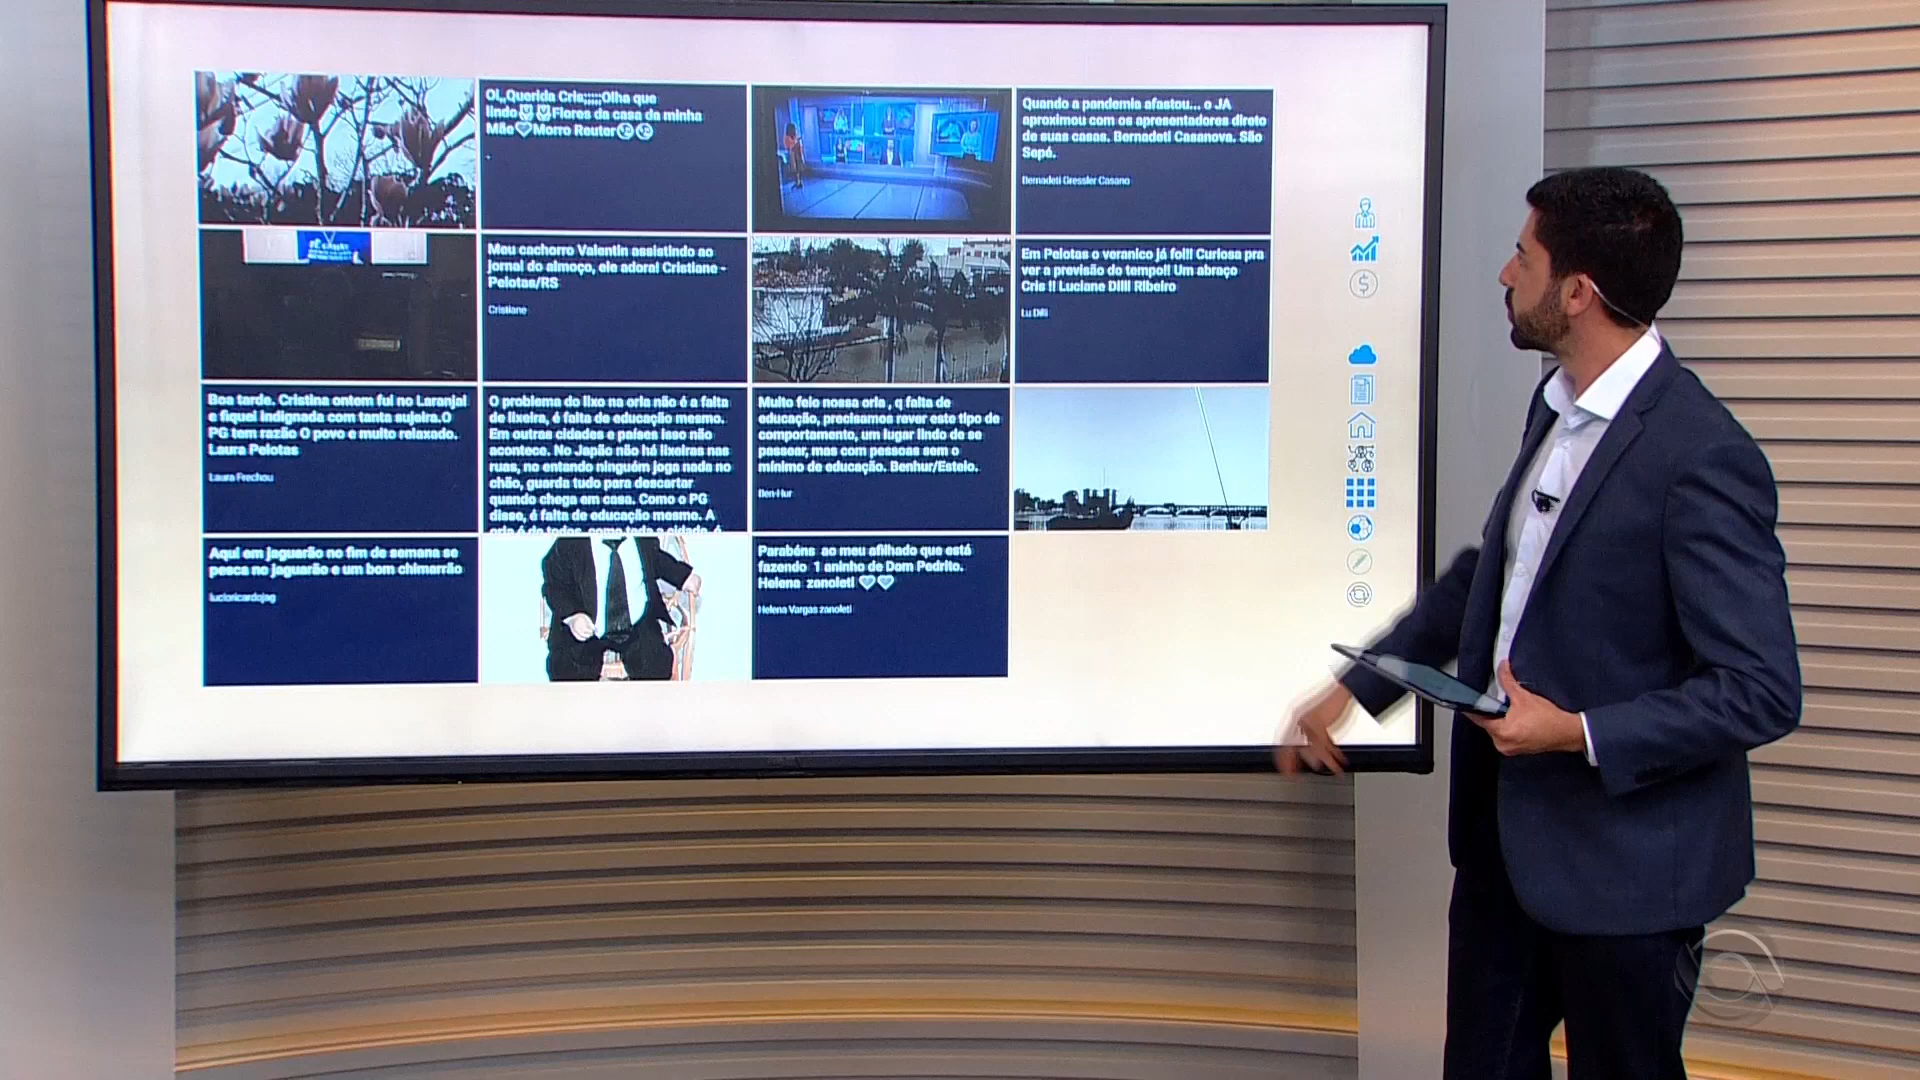 Oi,,Querida Cris;;;;;Olha que
lindo🌷🌷Flores da casa da minha
Mãe♡Morro Reuter😘😘
Quando a pandemia afastou... o JA
aproximou com os apresentadores direto
de suas casas. Bernadeti Casanova. São
Sepé.
Bernadeti Gressler Casano
Meu cachorro Valentin assistindo ao
jornal do almoço, ele adora! Cristiane -
Pelotas/RS
Cristiane
Em Pelotas o veranico já foi!! Curiosa pra
ver a previsão do tempo!! Um abraço
Cris !! Luciane Dilli Ribeiro
Lu Dilli
Boa tarde. Cristina ontem fui no Laranjal
e fiquei indignada com tanta sujeira.O
PG tem razão O povo e muito relaxado.
Laura Pelotas
Laura Frechou
O problema do lixo na orla não é a falta
de lixeira, é falta de educação mesmo.
Em outras cidades e países isso não
acontece. No Japão não há lixeiras nas
ruas, no entando ninguém joga nada no
chão, guarda tudo para descartar
quando chega em casa. Como o PG
disse, é falta de educação mesmo. A
orla é de todos, como toda a cidade, é
Muito feio nossa orla , q falta de
educação, precisamos rever este tipo de
comportamento, um lugar lindo de se
passear, mas com pessoas sem o
mínimo de educação. Benhur/Esteio.
Ben-Hur
Aqui em jaguarão no fim de semana se
pesca no jaguarão e um bom chimarrão
lucioricardojag
Parabéns ao meu afilhado que está
fazendo 1 aninho de Dom Pedrito.
Helena zanoleti ♡♡
Helena Vargas zanoleti